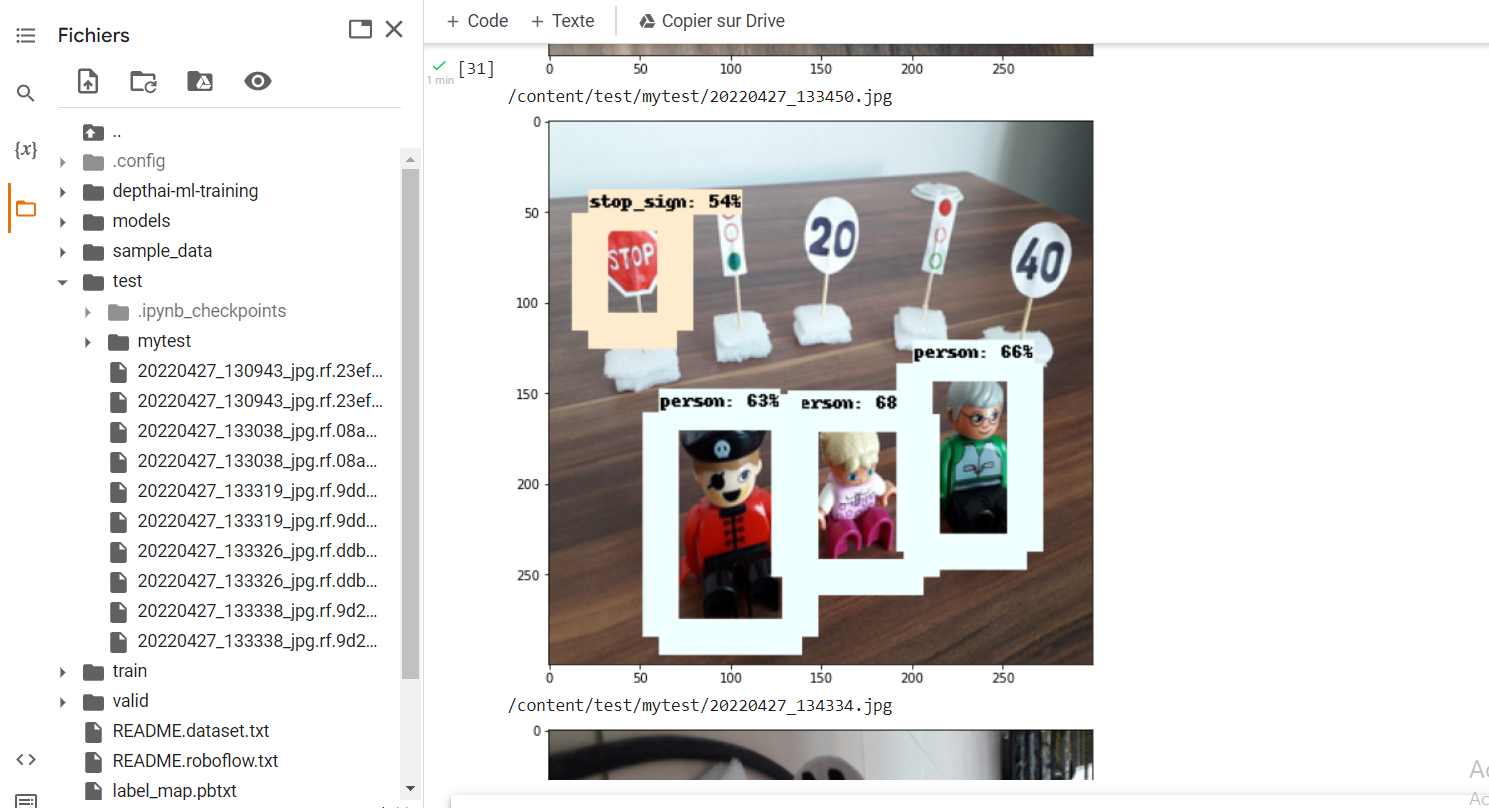 Fichiers
..
.config
depthai-ml-training
models
sample_data
test
.ipynb_checkpoints
mytest
20220427_130943_jpg.rf.23ef...
20220427_130943_jpg.rf.23ef...
20220427_133038_jpg.rf.08a...
20220427_133038_jpg.rf.08a...
20220427_133319_jpg.rf.9dd...
20220427_133319_jpg.rf.9dd...
20220427_133326_jpg.rf.ddb...
20220427_133326_jpg.rf.ddb...
20220427_133338_jpg.rf.9d2...
20220427_133338_jpg.rf.9d2...
train
valid
README.dataset.txt
README.roboflow.txt
label_map.pbtxt
{x}
<>
+ Code + Texte Copier sur Drive
1 min [31]
0 50 100 150 200 250
/content/test/mytest/20220427_133450.jpg
0
50
100
150
200
250
stop_sign: 54%
STOP
20
40
person: 66%
person: 63%
erson: 68
0 50 100 150 200 250
/content/test/mytest/20220427_134334.jpg
0
Ac
Ac